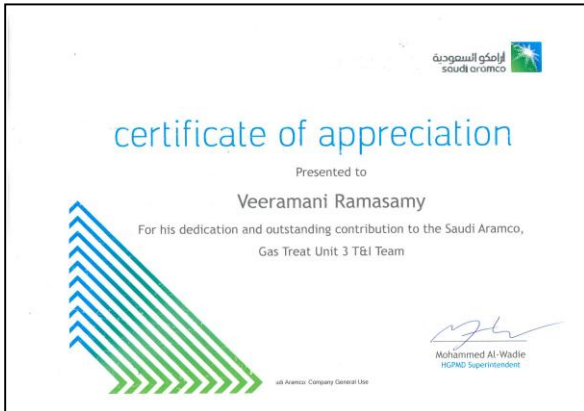 أرامكو السعودية
saudi aramco
certificate of appreciation
Presented to
Veeramani Ramasamy
For his dedication and outstanding contribution to the Saudi Aramco,
Gas Treat Unit 3 T&I Team
Mohammed Al-Wadie
HGPMD Superintendent
udi Aramco: Company General Use